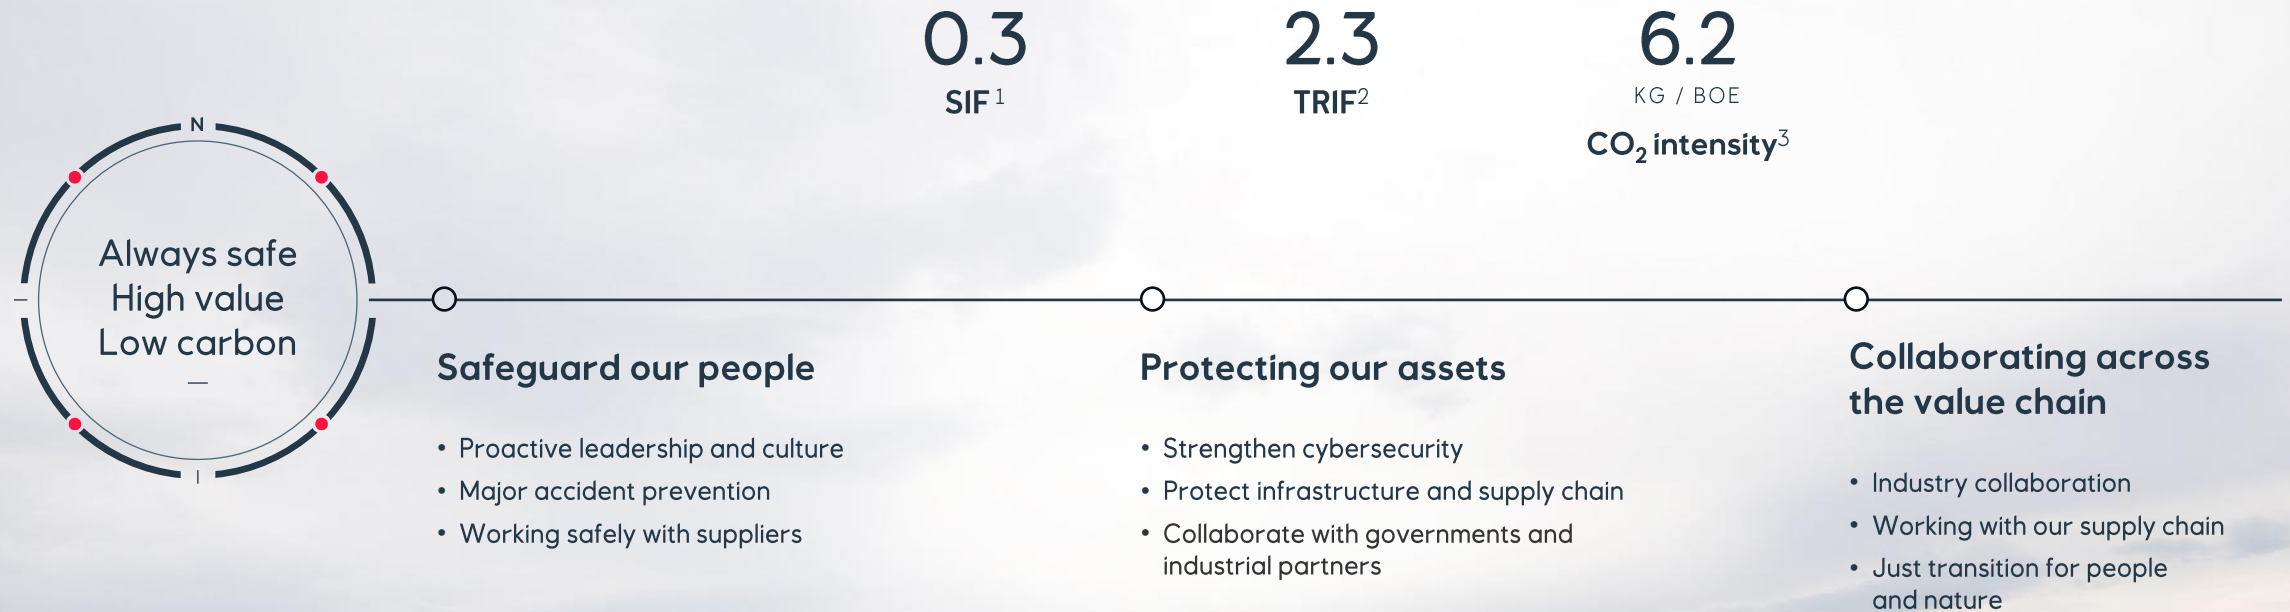 0.3
SIF 1
2.3
TRIF2
6.2
KG / BOE
CO2 intensity3
N
Always safe
High value
Low carbon
Safeguard our people
• Proactive leadership and culture
• Major accident prevention
• Working safely with suppliers
Protecting our assets
• Strengthen cybersecurity
• Protect infrastructure and supply chain
• Collaborate with governments and
industrial partners
Collaborating across
the value chain
• Industry collaboration
• Working with our supply chain
• Just transition for people
and nature